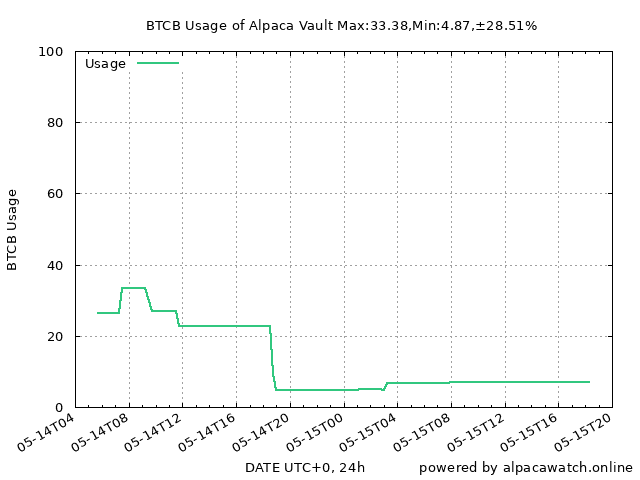 BTCB Usage of Alpaca Vault Max:33.38,Min:4.87,±28.51%
Usage
100
80
60
40
20
0
BTCB Usage
05-14T04
05-14T08
05-14T12
05-14T16
05-14T20
05-15T00
05-15T04
05-15T08
05-15T12
05-15T16
05-15T20
DATE UTC+0, 24h
powered by alpacawatch.online